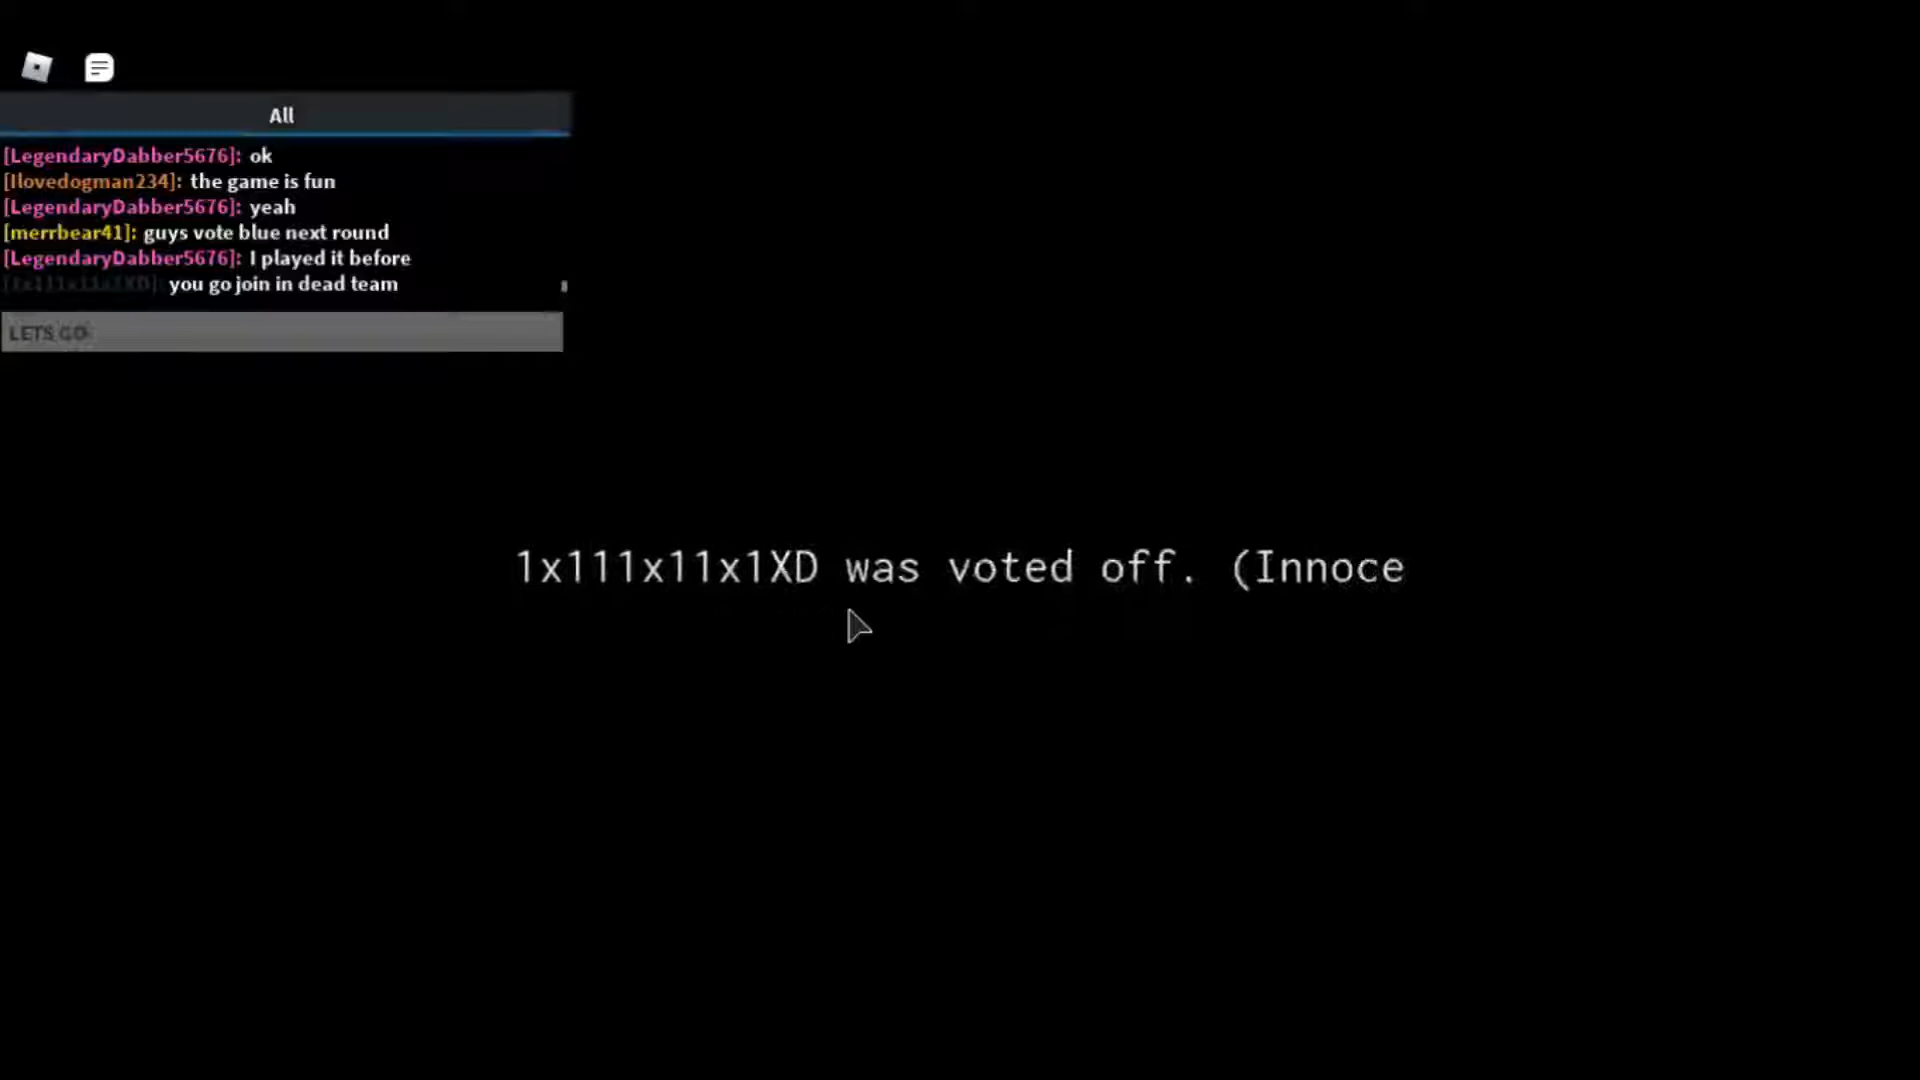 All
[LegendaryDabber5676]: ok
[Ilovedogman234]: the game is fun
[LegendaryDabber5676]: yeah
[merrbear41]: guys vote blue next round
[LegendaryDabber5676]: I played it before
[1x111x11x1XD]: you go join in dead team
LETS GO
1x111x11x1XD was voted off. (Innoce